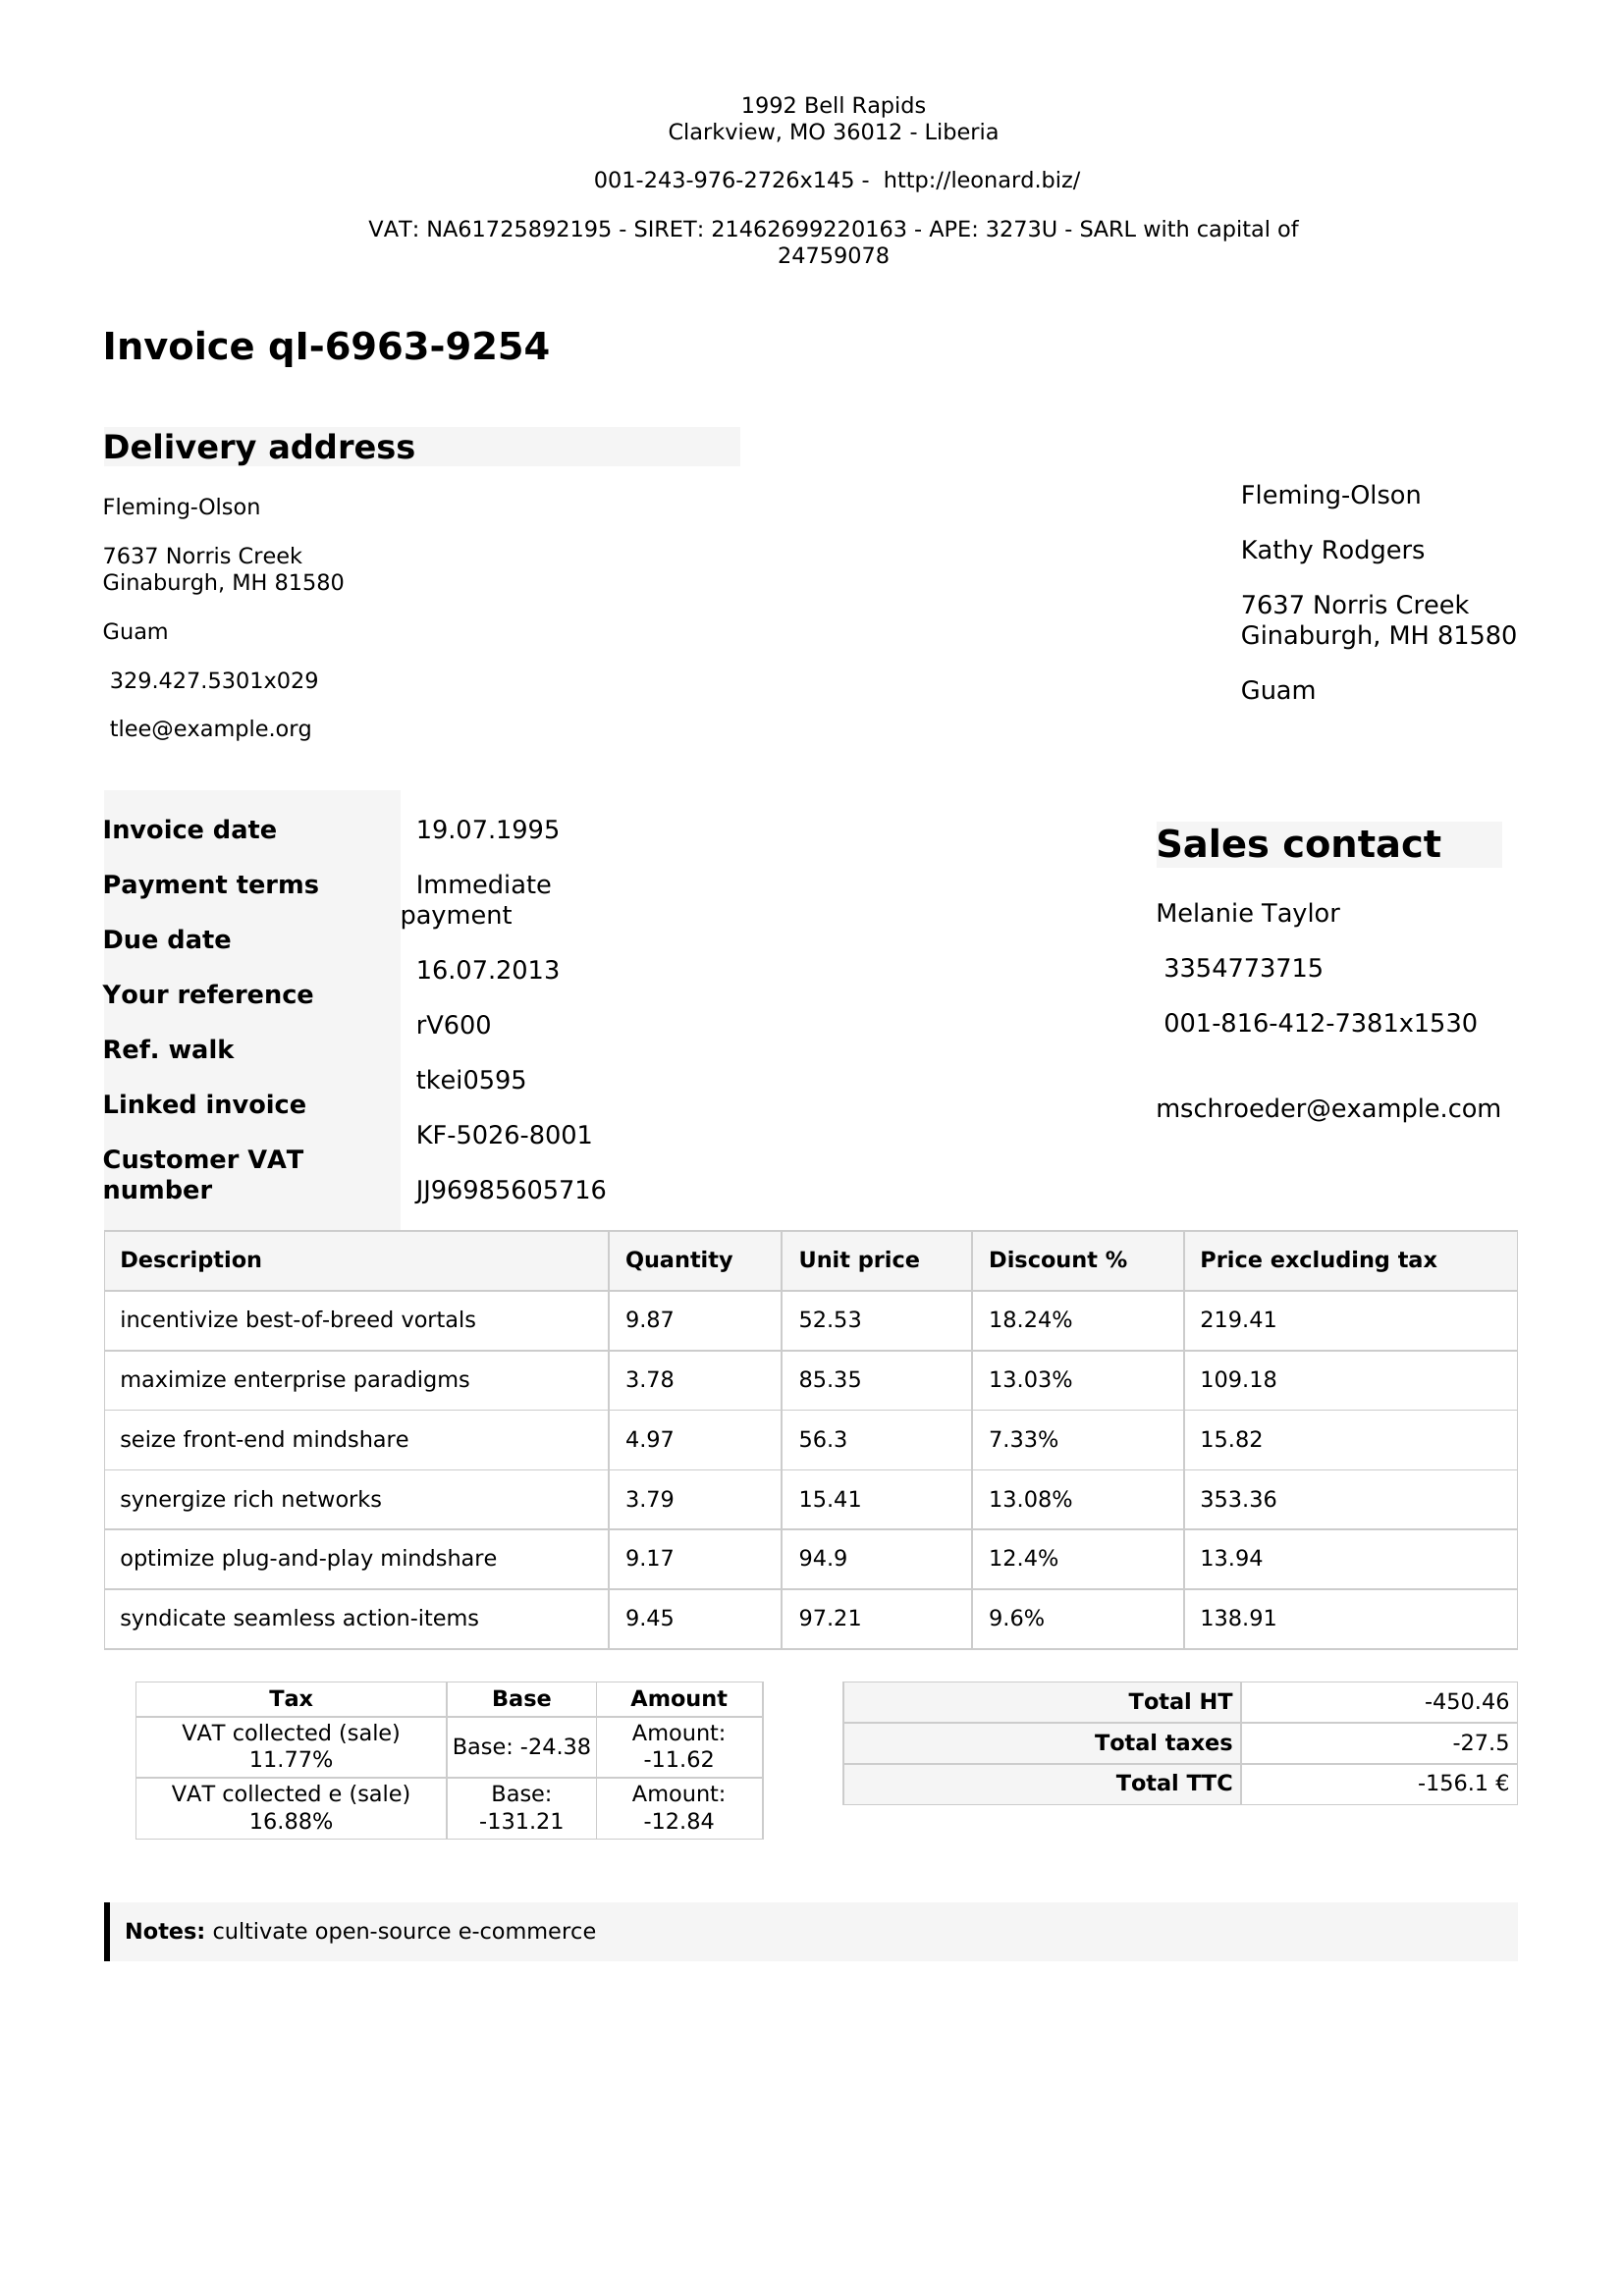 1992 Bell Rapids
Clarkview, MO 36012 - Liberia
001-243-976-2726x145 - http://leonard.biz/
VAT: NA61725892195 - SIRET: 21462699220163 - APE: 3273U - SARL with capital of
24759078
Invoice qI-6963-9254
Delivery address
Fleming-Olson
7637 Norris Creek
Ginaburgh, MH 81580
Guam
329.427.5301x029
tlee@example.org
Fleming-Olson
Kathy Rodgers
7637 Norris Creek
Ginaburgh, MH 81580
Guam
Invoice date
Payment terms
Due date
Your reference
Ref. walk
Linked invoice
Customer VAT
number
19.07.1995
Immediate
payment
16.07.2013
rV600
tkei0595
KF-5026-8001
JJ96985605716
Sales contact
Melanie Taylor
3354773715
001-816-412-7381x1530
mschroeder@example.com
Description Quantity Unit price Discount % Price excluding tax
incentivize best-of-breed vortals 9.87 52.53 18.24% 219.41
maximize enterprise paradigms 3.78 85.35 13.03% 109.18
seize front-end mindshare 4.97 56.3 7.33% 15.82
synergize rich networks 3.79 15.41 13.08% 353.36
optimize plug-and-play mindshare 9.17 94.9 12.4% 13.94
syndicate seamless action-items 9.45 97.21 9.6% 138.91
Tax Base Amount
VAT collected (sale)
11.77%
Base: -24.38
Amount:
-11.62
VAT collected e (sale)
16.88%
Base:
-131.21
Amount:
-12.84
Total HT -450.46
Total taxes -27.5
Total TTC -156.1 €
Notes: cultivate open-source e-commerce